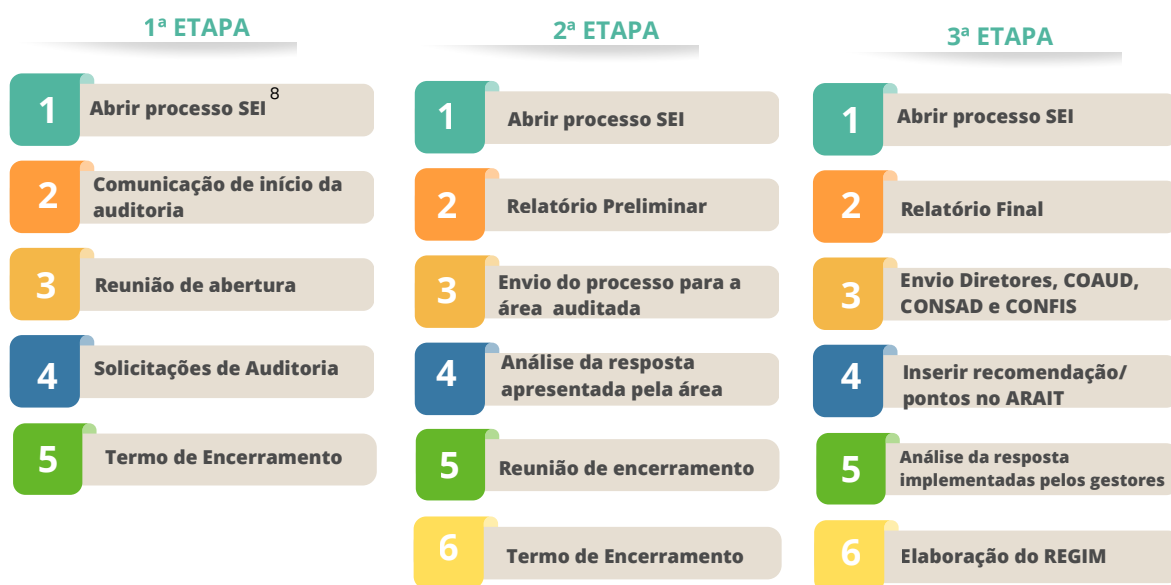 1ª ETAPA
1
Abrir processo SEI 8
2
Comunicação de início da
auditoria
3
Reunião de abertura
4
Solicitações de Auditoria
5
Termo de Encerramento
2ª ETAPA
1
Abrir processo SEI
2
Relatório Preliminar
3
Envio do processo para a
área auditada
4
Análise da resposta
apresentada pela área
5
Reunião de encerramento
6
Termo de Encerramento
3ª ETAPA
1
Abrir processo SEI
2
Relatório Final
3
Envio Diretores, COAUD,
CONSAD e CONFIS
4
Inserir recomendação/
pontos no ARAIT
5
Análise da resposta
implementadas pelos gestores
6
Elaboração do REGIM